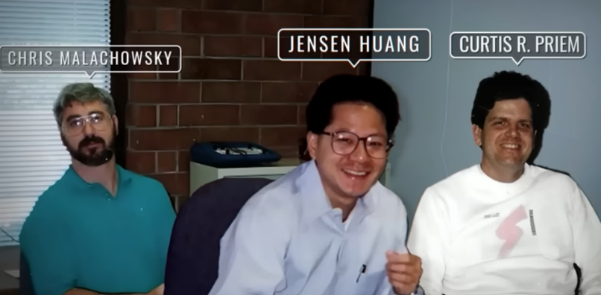 CHRIS MALACHOWSKY
JENSEN HUANG
CURTIS R. PRIEM